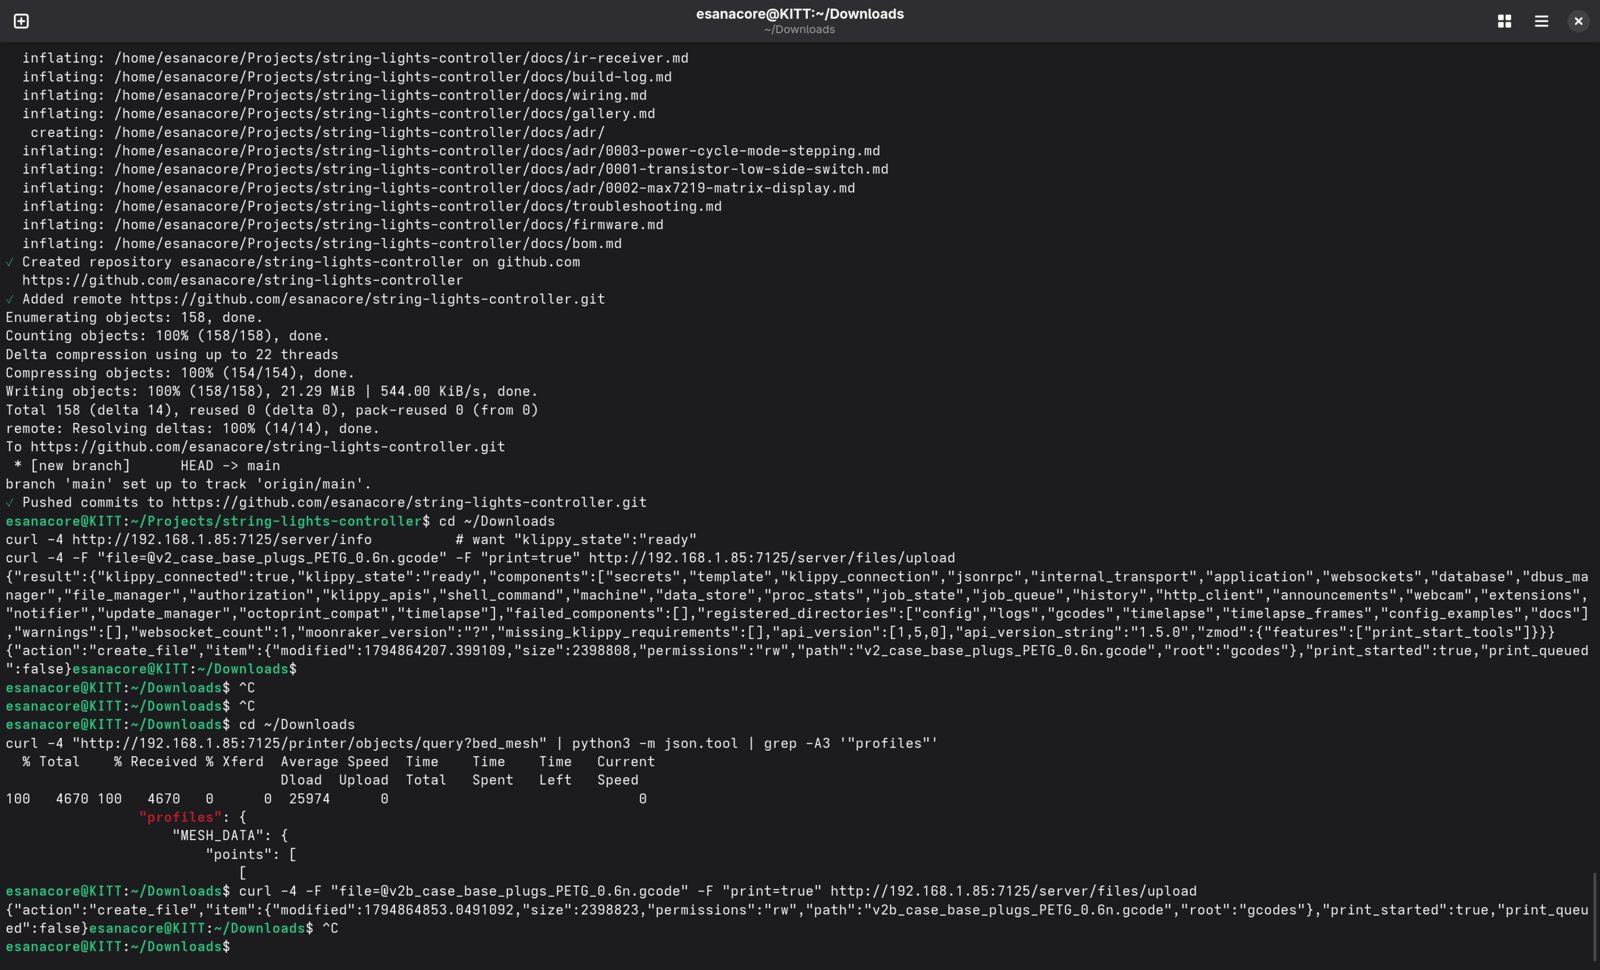 esanacore@KITT:~/Downloads
~/Downloads
inflating: /home/esanacore/Projects/string-lights-controller/docs/ir-receiver.md
inflating: /home/esanacore/Projects/string-lights-controller/docs/build-log.md
inflating: /home/esanacore/Projects/string-lights-controller/docs/wiring.md
inflating: /home/esanacore/Projects/string-lights-controller/docs/gallery.md
creating: /home/esanacore/Projects/string-lights-controller/docs/adr/
inflating: /home/esanacore/Projects/string-lights-controller/docs/adr/0003-power-cycle-mode-stepping.md
inflating: /home/esanacore/Projects/string-lights-controller/docs/adr/0001-transistor-low-side-switch.md
inflating: /home/esanacore/Projects/string-lights-controller/docs/adr/0002-max7219-matrix-display.md
inflating: /home/esanacore/Projects/string-lights-controller/docs/troubleshooting.md
inflating: /home/esanacore/Projects/string-lights-controller/docs/firmware.md
inflating: /home/esanacore/Projects/string-lights-controller/docs/bom.md
✓ Created repository esanacore/string-lights-controller on github.com
https://github.com/esanacore/string-lights-controller
✓ Added remote https://github.com/esanacore/string-lights-controller.git
Enumerating objects: 158, done.
Counting objects: 100% (158/158), done.
Delta compression using up to 22 threads
Compressing objects: 100% (154/154), done.
Writing objects: 100% (158/158), 21.29 MiB | 544.00 KiB/s, done.
Total 158 (delta 14), reused 0 (delta 0), pack-reused 0 (from 0)
remote: Resolving deltas: 100% (14/14), done.
To https://github.com/esanacore/string-lights-controller.git
 * [new branch]      HEAD -> main
branch 'main' set up to track 'origin/main'.
✓ Pushed commits to https://github.com/esanacore/string-lights-controller.git
esanacore@KITT:~/Projects/string-lights-controller$ cd ~/Downloads
curl -4 http://192.168.1.85:7125/server/info          # want "klippy_state":"ready"
curl -4 -F "file=@v2_case_base_plugs_PETG_0.6n.gcode" -F "print=true" http://192.168.1.85:7125/server/files/upload
{"result":{"klippy_connected":true,"klippy_state":"ready","components":["secrets","template","klippy_connection","jsonrpc","internal_transport","application","websockets","database","dbus_ma
nager","file_manager","authorization","klippy_apis","shell_command","machine","data_store","proc_stats","job_state","job_queue","history","http_client","announcements","webcam","extensions",
"notifier","update_manager","octoprint_compat","timelapse"],"failed_components":[],"registered_directories":["config","logs","gcodes","timelapse","timelapse_frames","config_examples","docs"]
,"warnings":[],"websocket_count":1,"moonraker_version":"?","missing_klippy_requirements":[],"api_version":[1,5,0],"api_version_string":"1.5.0","zmod":{"features":["print_start_tools"]}}}
{"action":"create_file","item":{"modified":1794864207.399109,"size":2398808,"permissions":"rw","path":"v2_case_base_plugs_PETG_0.6n.gcode","root":"gcodes"},"print_started":true,"print_queued
":false}esanacore@KITT:~/Downloads$
esanacore@KITT:~/Downloads$ ^C
esanacore@KITT:~/Downloads$ ^C
esanacore@KITT:~/Downloads$ cd ~/Downloads
curl -4 "http://192.168.1.85:7125/printer/objects/query?bed_mesh" | python3 -m json.tool | grep -A3 '"profiles"'
  % Total    % Received % Xferd  Average Speed  Time    Time    Time   Current
                                 Dload  Upload  Total   Spent   Left   Speed
100   4670 100   4670   0      0  25974      0                              0
"profiles": {
"MESH_DATA": {
"points": [
[
esanacore@KITT:~/Downloads$ curl -4 -F "file=@v2b_case_base_plugs_PETG_0.6n.gcode" -F "print=true" http://192.168.1.85:7125/server/files/upload
{"action":"create_file","item":{"modified":1794864853.0491092,"size":2398823,"permissions":"rw","path":"v2b_case_base_plugs_PETG_0.6n.gcode","root":"gcodes"},"print_started":true,"print_queu
ed":false}esanacore@KITT:~/Downloads$ ^C
esanacore@KITT:~/Downloads$